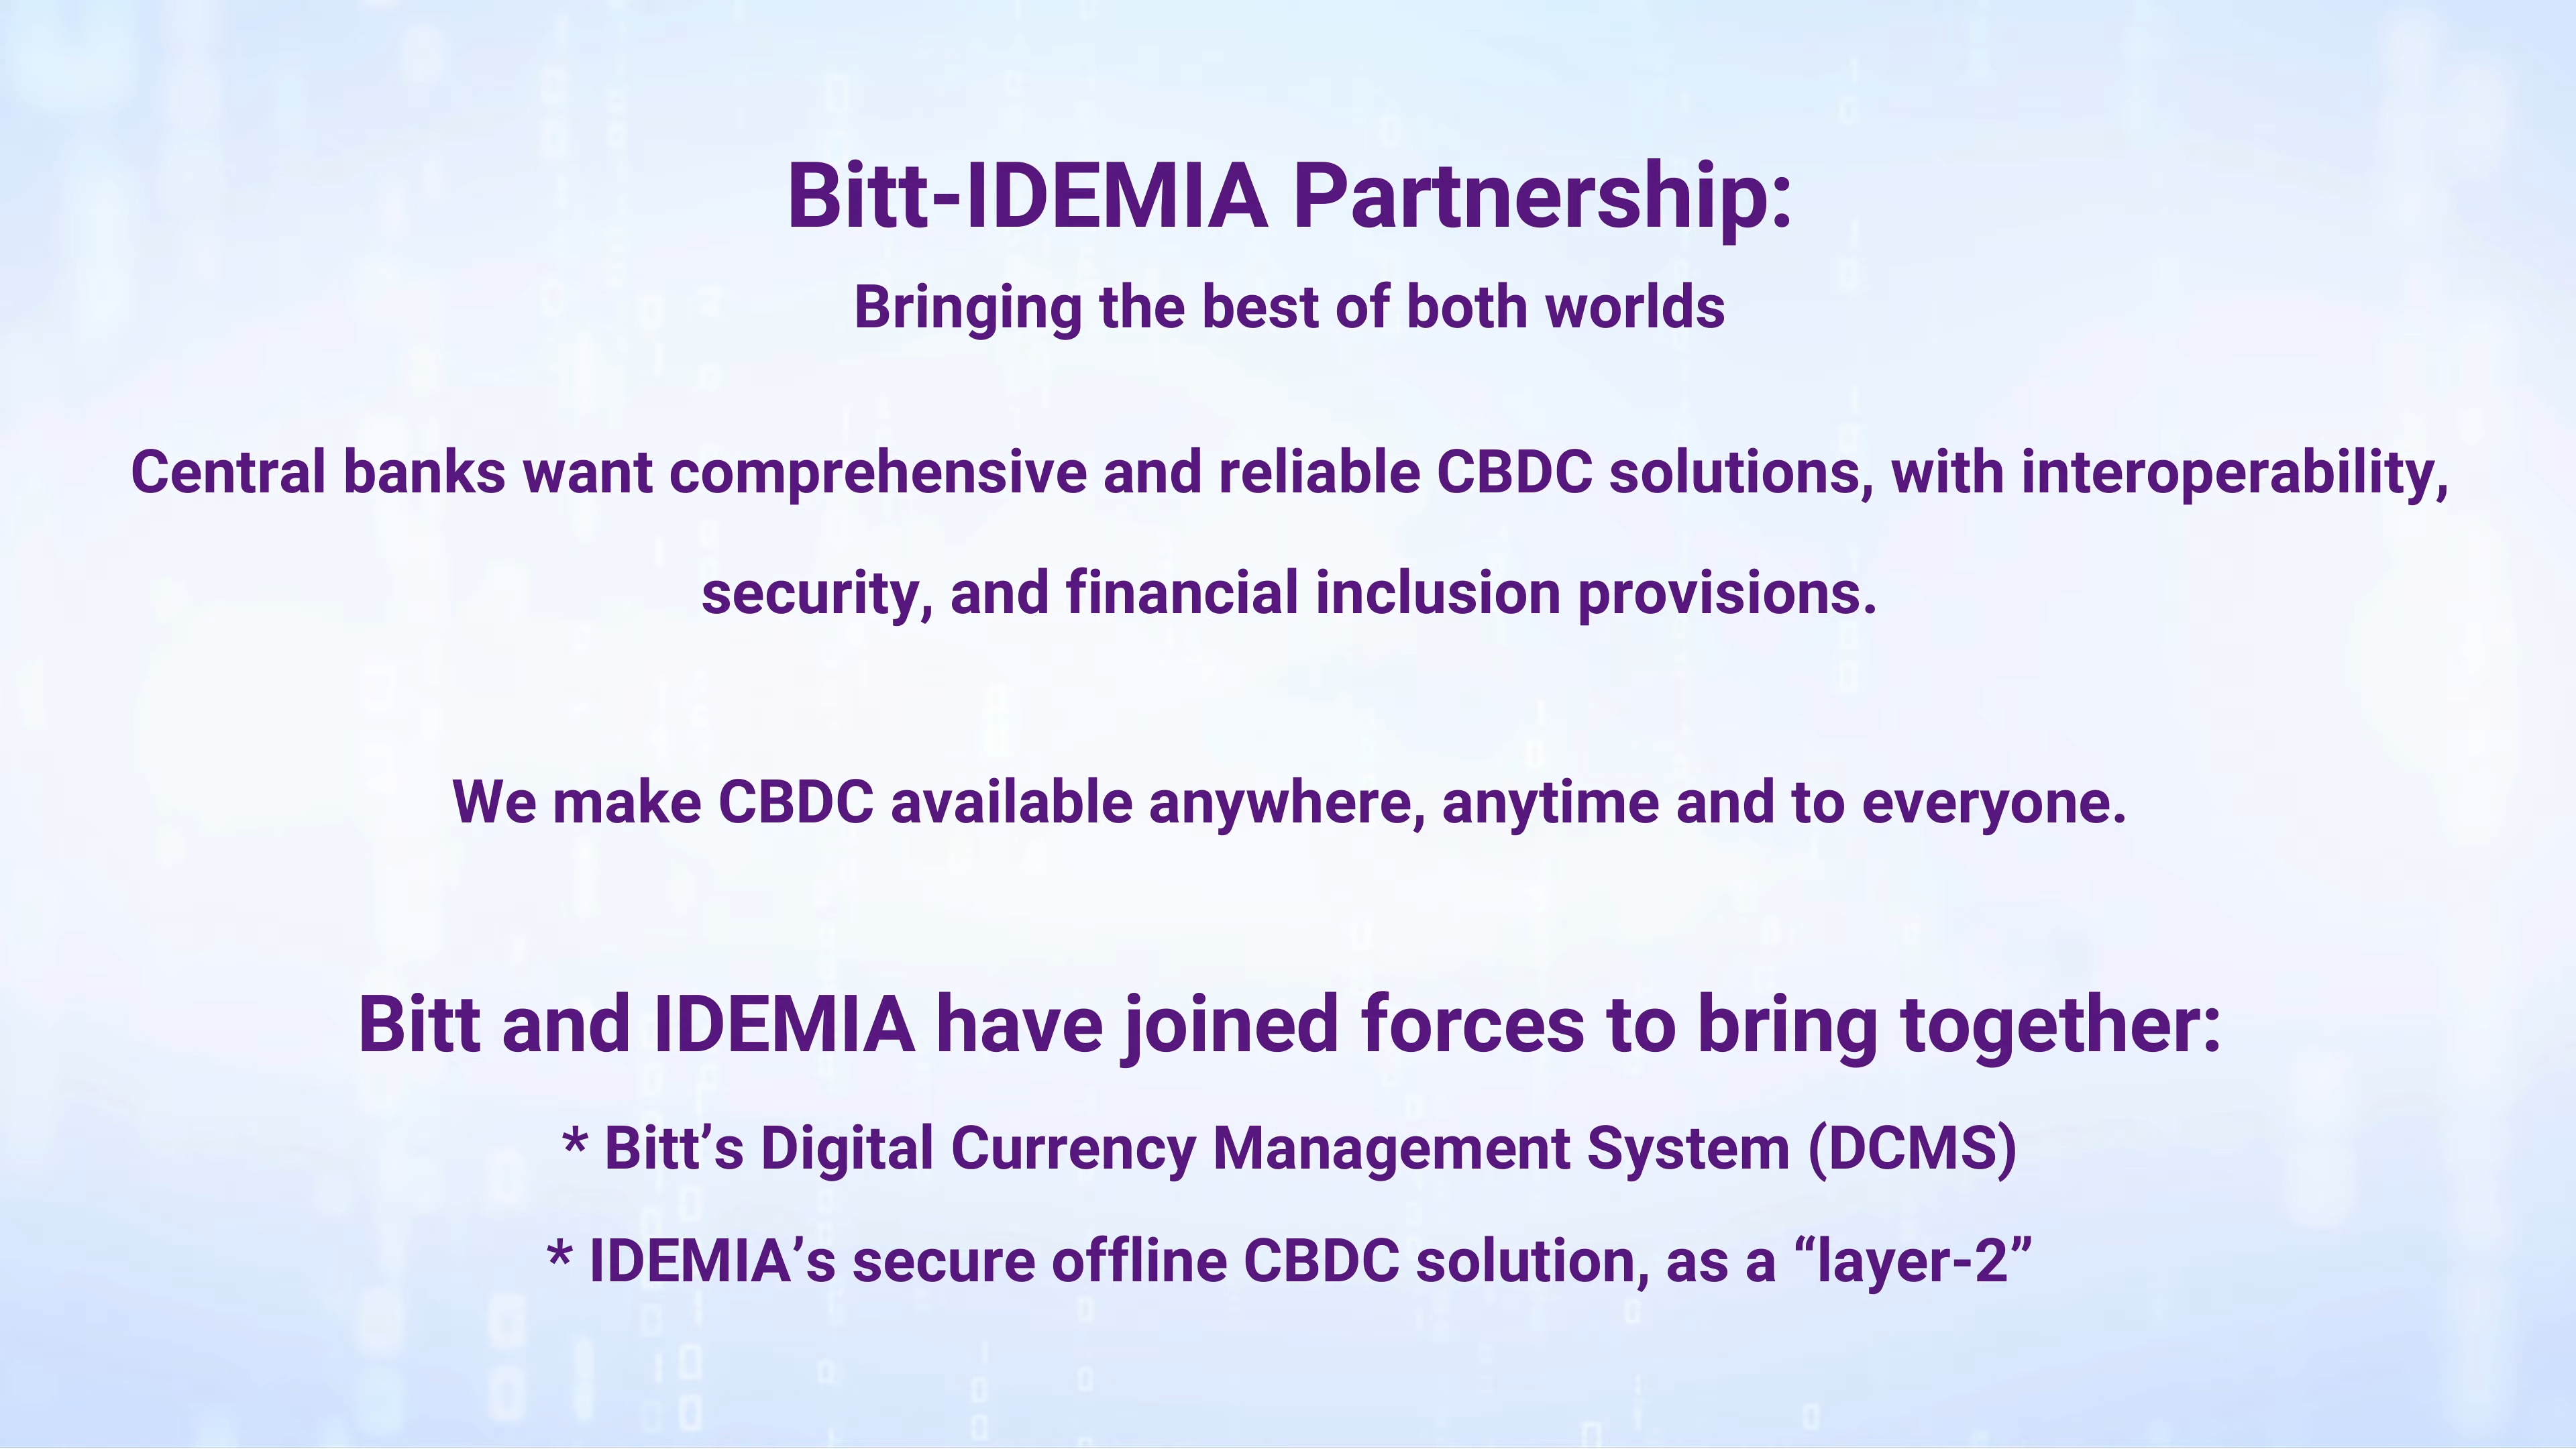 Bitt-IDEMIA Partnership:
Bringing the best of both worlds
Central banks want comprehensive and reliable CBDC solutions, with interoperability,
security, and financial inclusion provisions.
We make CBDC available anywhere, anytime and to everyone.
Bitt and IDEMIA have joined forces to bring together:
* Bitt’s Digital Currency Management System (DCMS)
* IDEMIA’s secure offline CBDC solution, as a “layer-2”